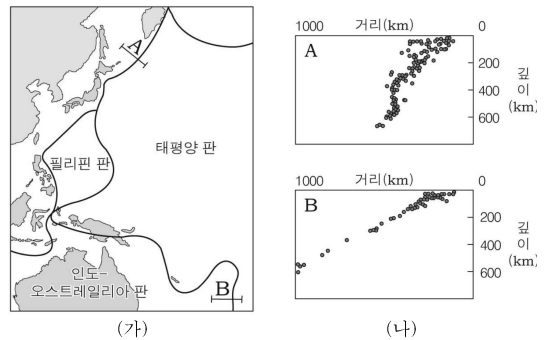 A
필리핀 판
태평양 판
인도-
오스트레일리아 판
B
(가)
1000 거리(km) 0
A
200
400
600
깊
이
(km)
1000 거리(km) 0
B
200
400
600
깊
이
(km)
(나)